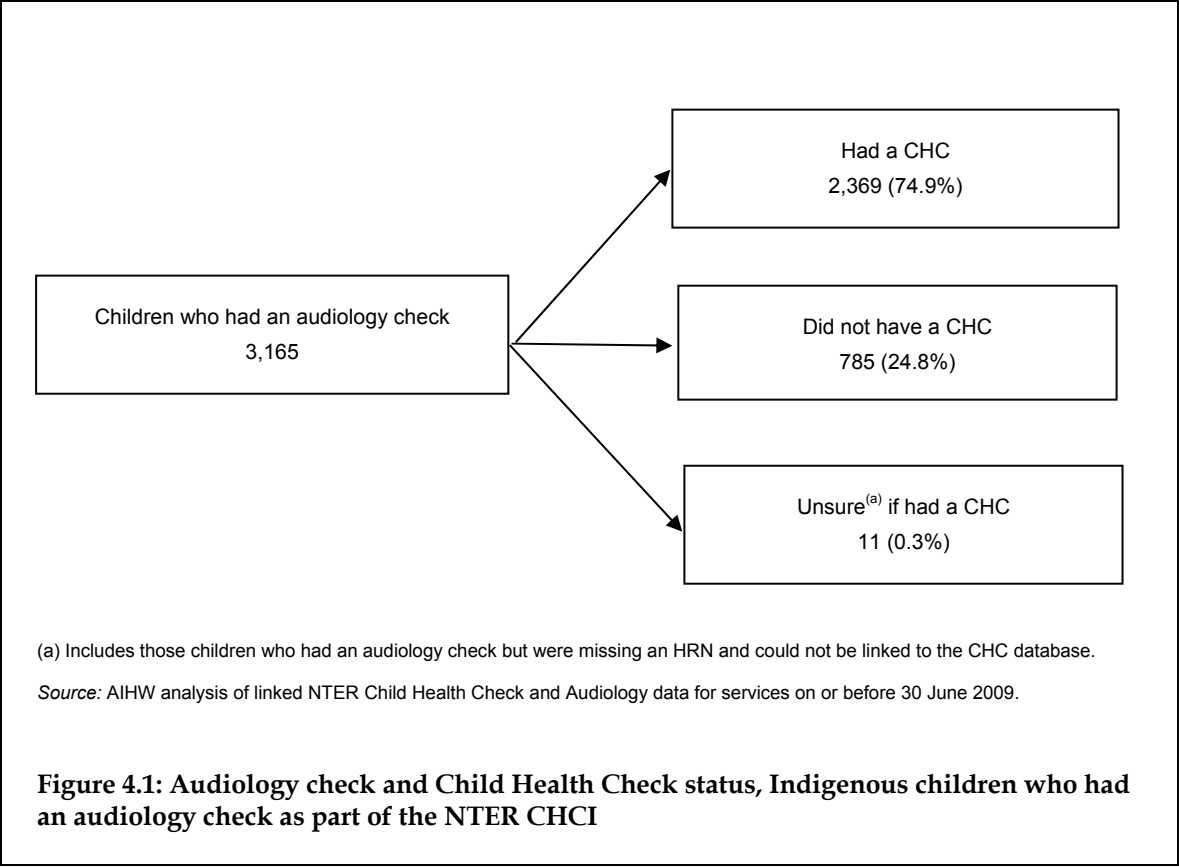 Had a CHC
2,369 (74.9%)
Children who had an audiology check
3,165
Did not have a CHC
785 (24.8%)
Unsure(a) if had a CHC
11 (0.3%)
(a) Includes those children who had an audiology check but were missing an HRN and could not be linked to the CHC database.
Source: AIHW analysis of linked NTER Child Health Check and Audiology data for services on or before 30 June 2009.
Figure 4.1: Audiology check and Child Health Check status, Indigenous children who had
an audiology check as part of the NTER CHCI